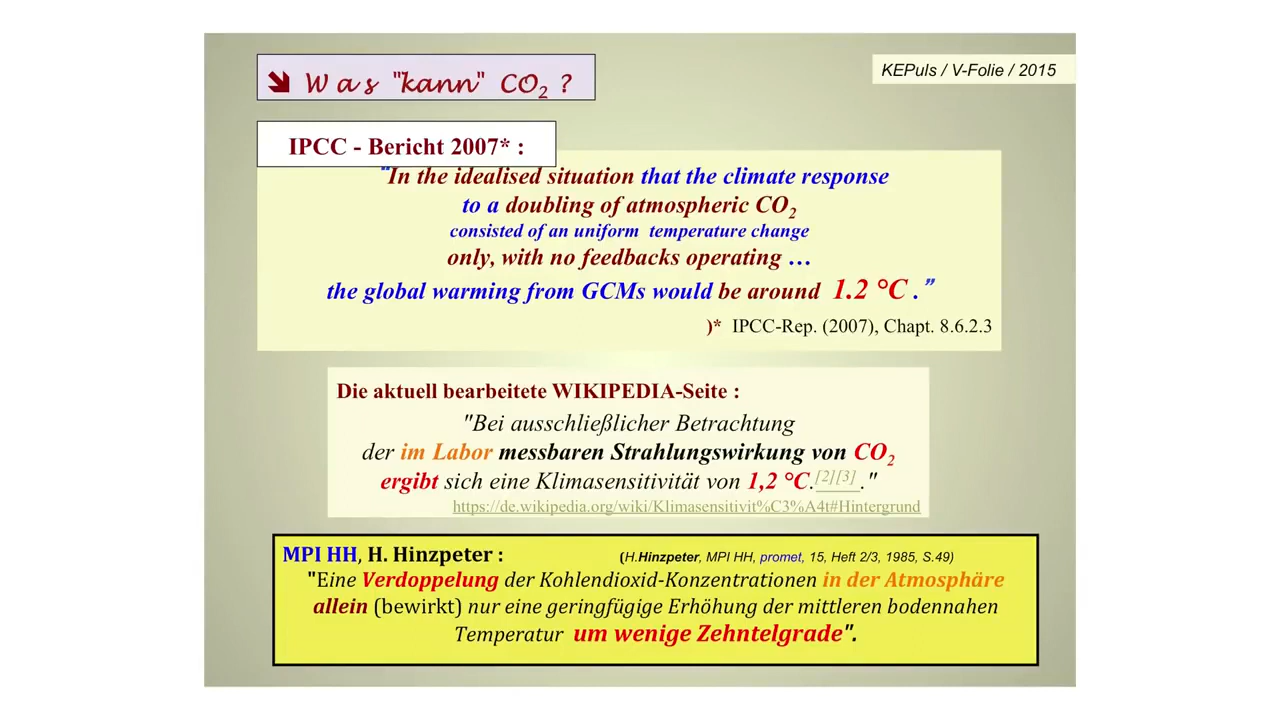 Was "kann" CO2 ?
KEPuls / V-Folie / 2015
IPCC - Bericht 2007* :
"In the idealised situation that the climate response
to a doubling of atmospheric CO2
consisted of an uniform temperature change
only, with no feedbacks operating …
the global warming from GCMs would be around 1.2 °C ."
)* IPCC-Rep. (2007), Chapt. 8.6.2.3
Die aktuell bearbeitete WIKIPEDIA-Seite :
"Bei ausschließlicher Betrachtung
der im Labor messbaren Strahlungswirkung von CO2
ergibt sich eine Klimasensitivität von 1,2 °C.[2][3] ."
https://de.wikipedia.org/wiki/Klimasensitivit%C3%A4t#Hintergrund
MPI HH, H. Hinzpeter : (H.Hinzpeter, MPI HH, promet, 15, Heft 2/3, 1985, S.49)
"Eine Verdoppelung der Kohlendioxid-Konzentrationen in der Atmosphäre
allein (bewirkt) nur eine geringfügige Erhöhung der mittleren bodennahen
Temperatur um wenige Zehntelgrade".